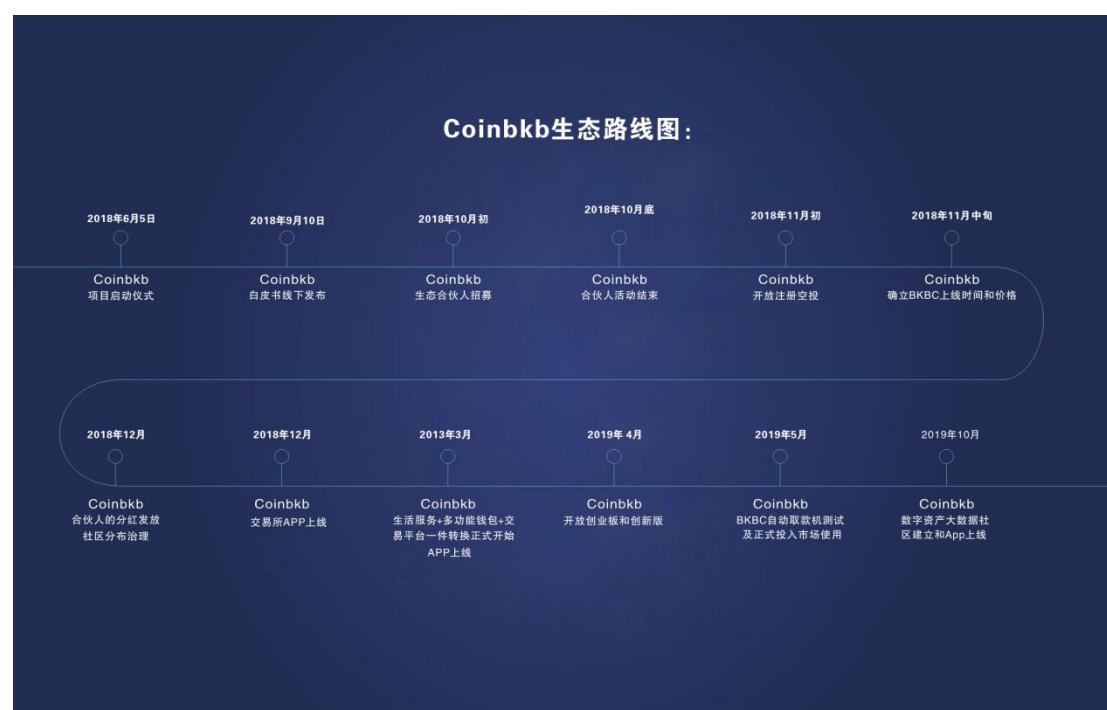 Coinbkb生态路线图：
2018年6月5日
Coinbkb
项目启动仪式
2018年9月10日
Coinbkb
白皮书线下发布
2018年10月初
Coinbkb
生态合伙人招募
2018年10月底
Coinbkb
合伙人活动结束
2018年11月初
Coinbkb
开放注册空投
2018年11月中旬
Coinbkb
确立BKBC上线时间和价格
2018年12月
Coinbkb
合伙人的分红发放
社区分布治理
2018年12月
Coinbkb
交易所APP上线
2013年3月
Coinbkb
生活服务+多功能钱包+交
易平台一件转换正式开始
APP上线
2019年 4月
Coinbkb
开放创业板和创新版
2019年5月
Coinbkb
BKBC自动取款机测试
及正式投入市场使用
2019年10月
Coinbkb
数字资产大数据社
区建立和App上线